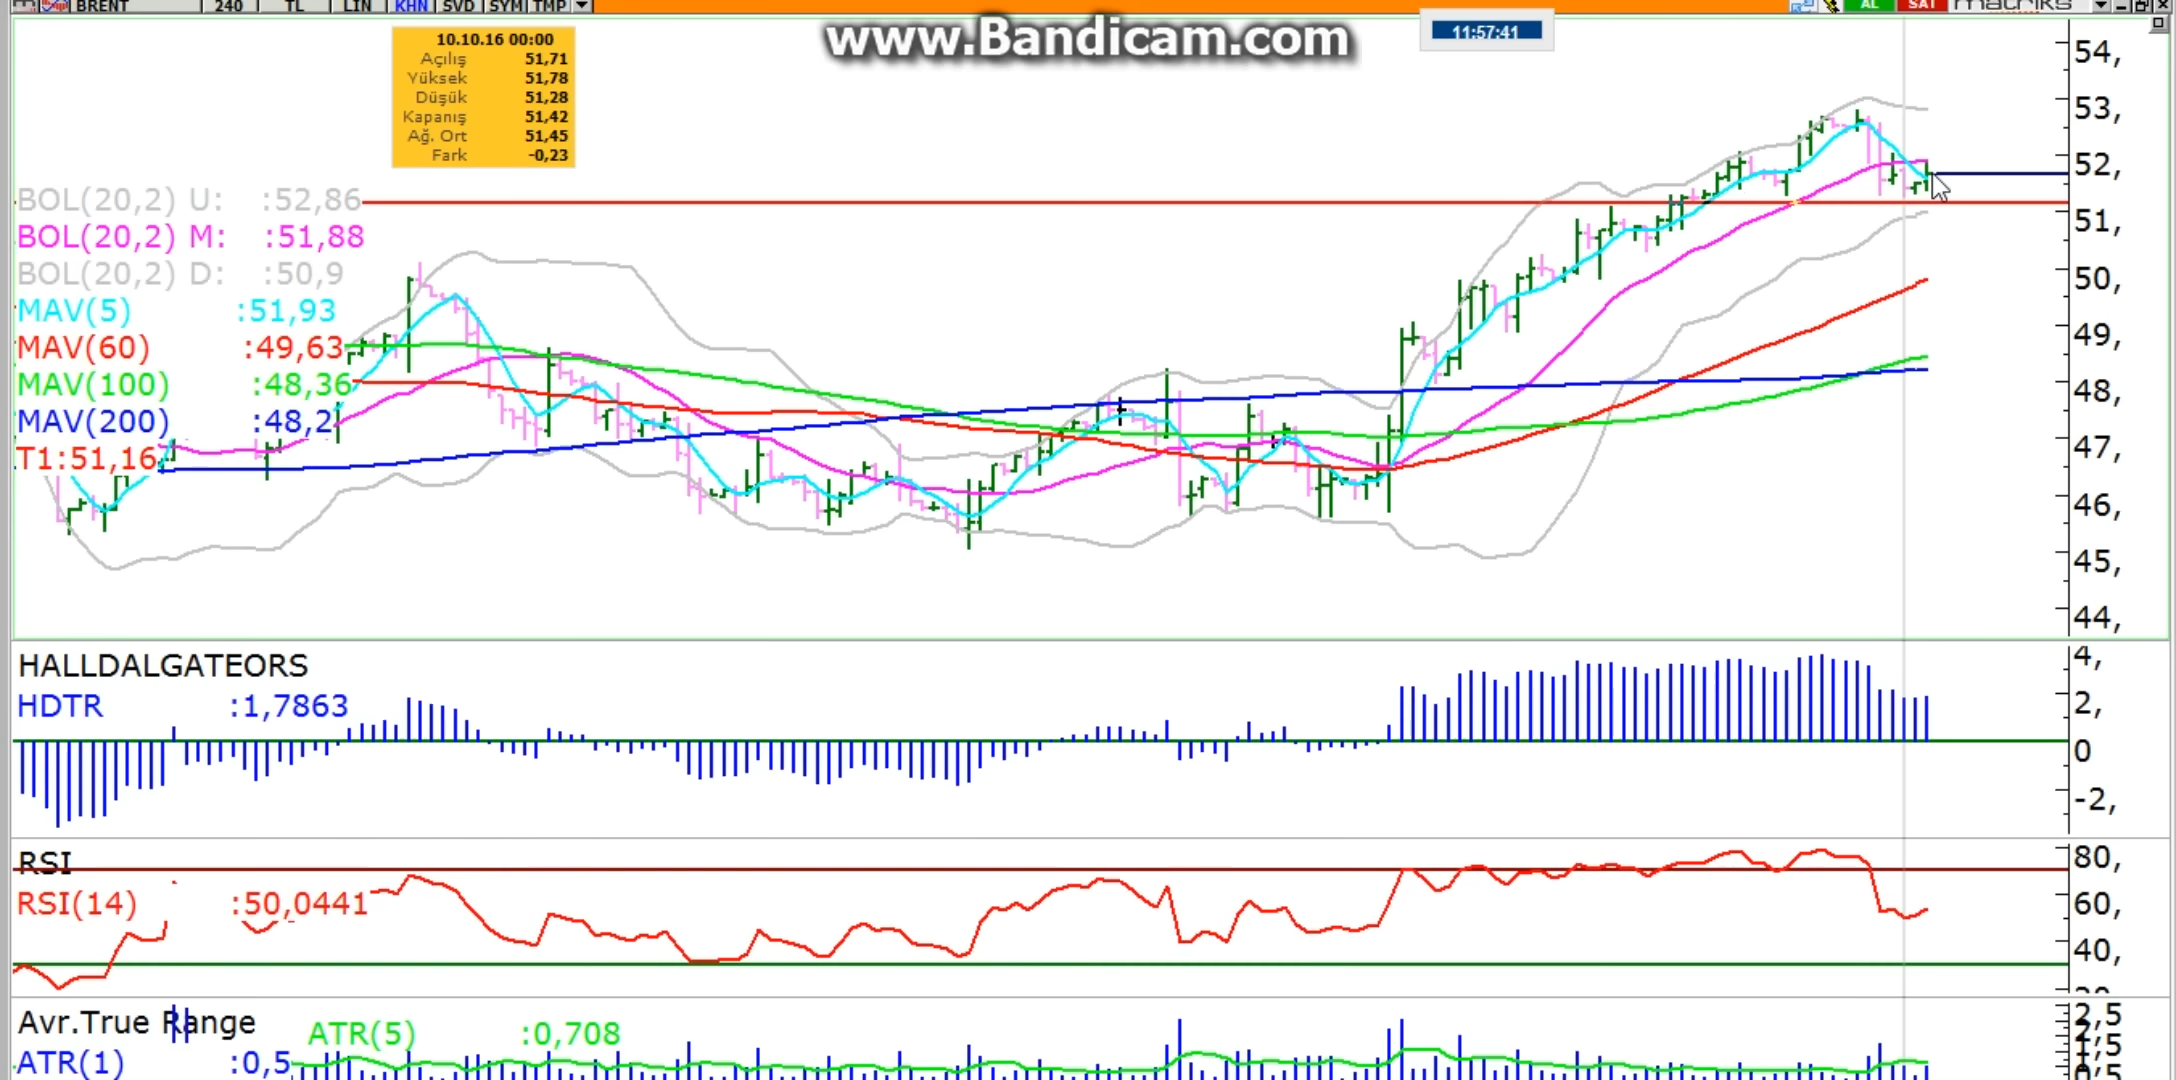 BRENT 240 TL LIN KHN SVD SYM TMP AL SAT matriks
www.Bandicam.com
11:57:41
10.10.16 00:00
Açılış 51,71
Yüksek 51,78
Düşük 51,28
Kapanış 51,42
Ağ. Ort 51,45
Fark -0,23
BOL(20,2) U: :52,86
BOL(20,2) M: :51,88
BOL(20,2) D: :50,9
MAV(5) :51,93
MAV(60) :49,63
MAV(100) :48,36
MAV(200) :48,2
T1:51,16
54,
53,
52,
51,
50,
49,
48,
47,
46,
45,
44,
HALLDALGATEORS
HDTR :1,7863
4,
2,
0
-2,
RSI
RSI(14) :50,0441
80,
60,
40,
Avr.True Range
ATR(5) :0,708
ATR(1) :0,5
2,5
1,5